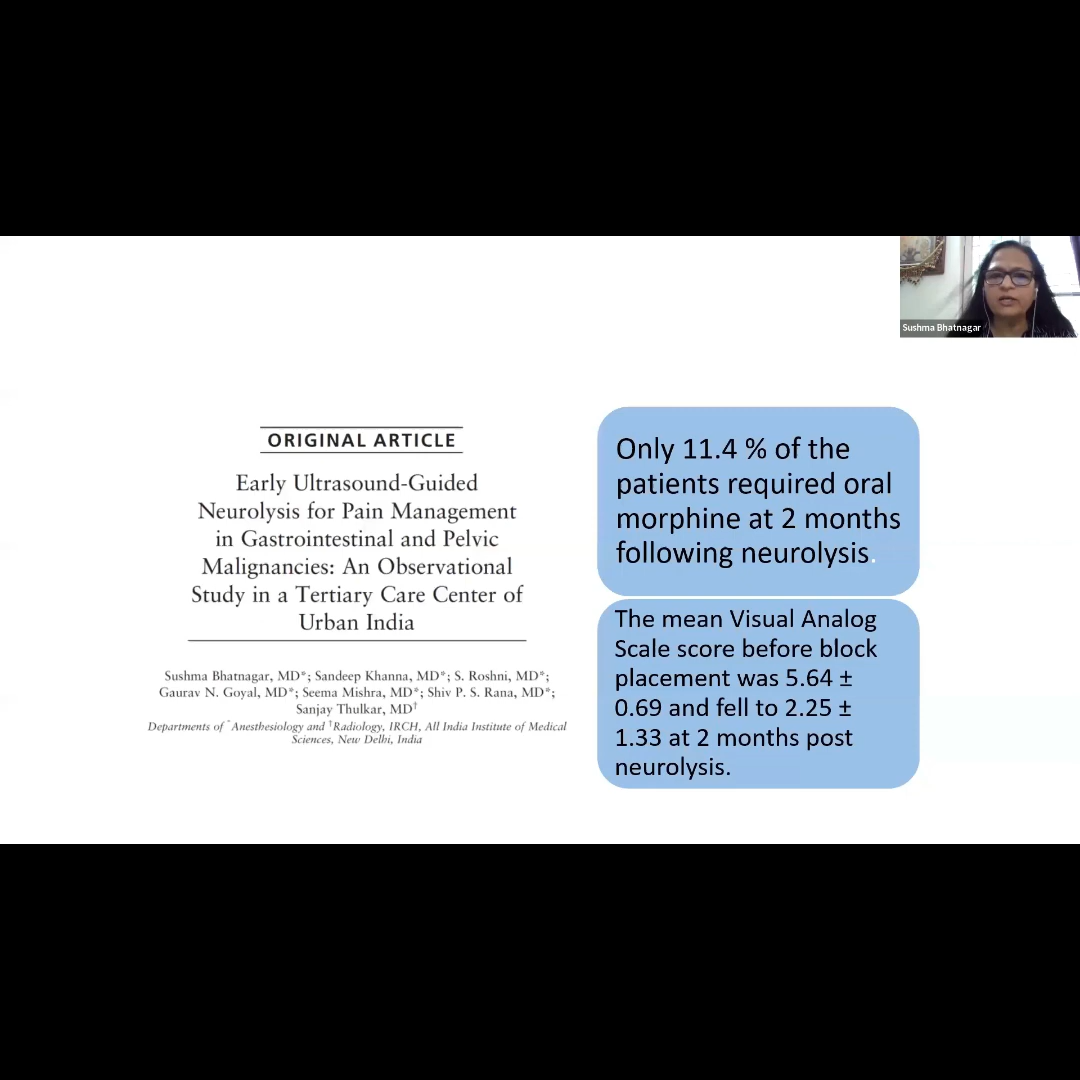 Sushma Bhatnagar
ORIGINAL ARTICLE
Early Ultrasound-Guided
Neurolysis for Pain Management
in Gastrointestinal and Pelvic
Malignancies: An Observational
Study in a Tertiary Care Center of
Urban India
Sushma Bhatnagar, MD*; Sandeep Khanna, MD*; S. Roshni, MD*;
Gaurav N. Goyal, MD*; Seema Mishra, MD*; Shiv P. S. Rana, MD*;
Sanjay Thulkar, MD†
Departments of *Anesthesiology and †Radiology, IRCH, All India Institute of Medical
Sciences, New Delhi, India
Only 11.4 % of the
patients required oral
morphine at 2 months
following neurolysis.
The mean Visual Analog
Scale score before block
placement was 5.64 ±
0.69 and fell to 2.25 ±
1.33 at 2 months post
neurolysis.